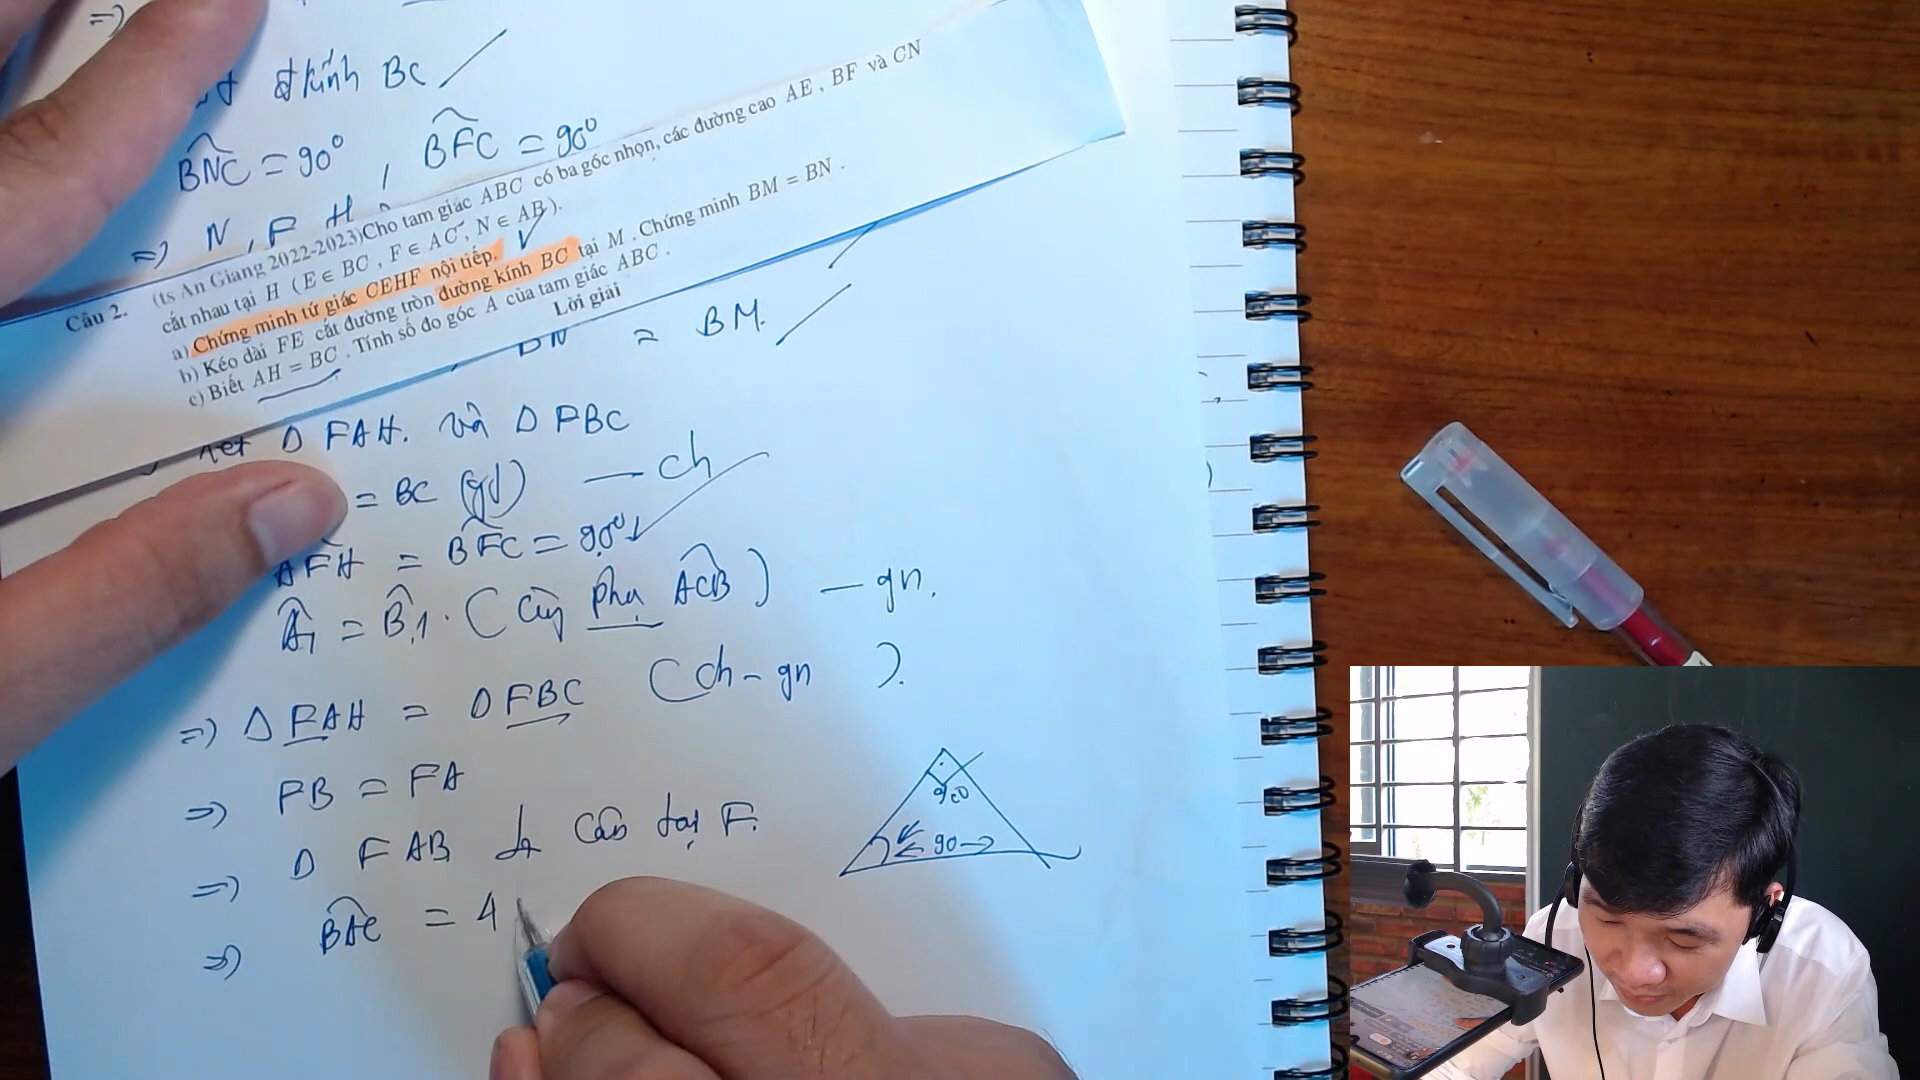 =)
đkính BC
BNC = 90° , BFC = 90°
=) N, F, H
Câu 2. (ts An Giang 2022-2023)Cho tam giác ABC có ba góc nhọn, các đường cao AE , BF và CN
cắt nhau tại H ( E ∈ BC , F ∈ AC , N ∈ AB ).
a) Chứng minh tứ giác CEHF nội tiếp.
b) Kéo dài FE cắt đường tròn đường kính BC tại M . Chứng minh BM = BN .
c) Biết AH = BC . Tính số đo góc A của tam giác ABC .
Lời giải
BN = BM.
xét Δ FAH. và Δ FBC
= BC (gt) — ch
AFH = BFC = 90°
A1 = B1. (Cùng phụ ACB) — gn.
=) Δ FAH = Δ FBC (ch - gn ).
=) FB = FA
=) Δ FAB là cân tại F.
=) BAC = 4
90
90